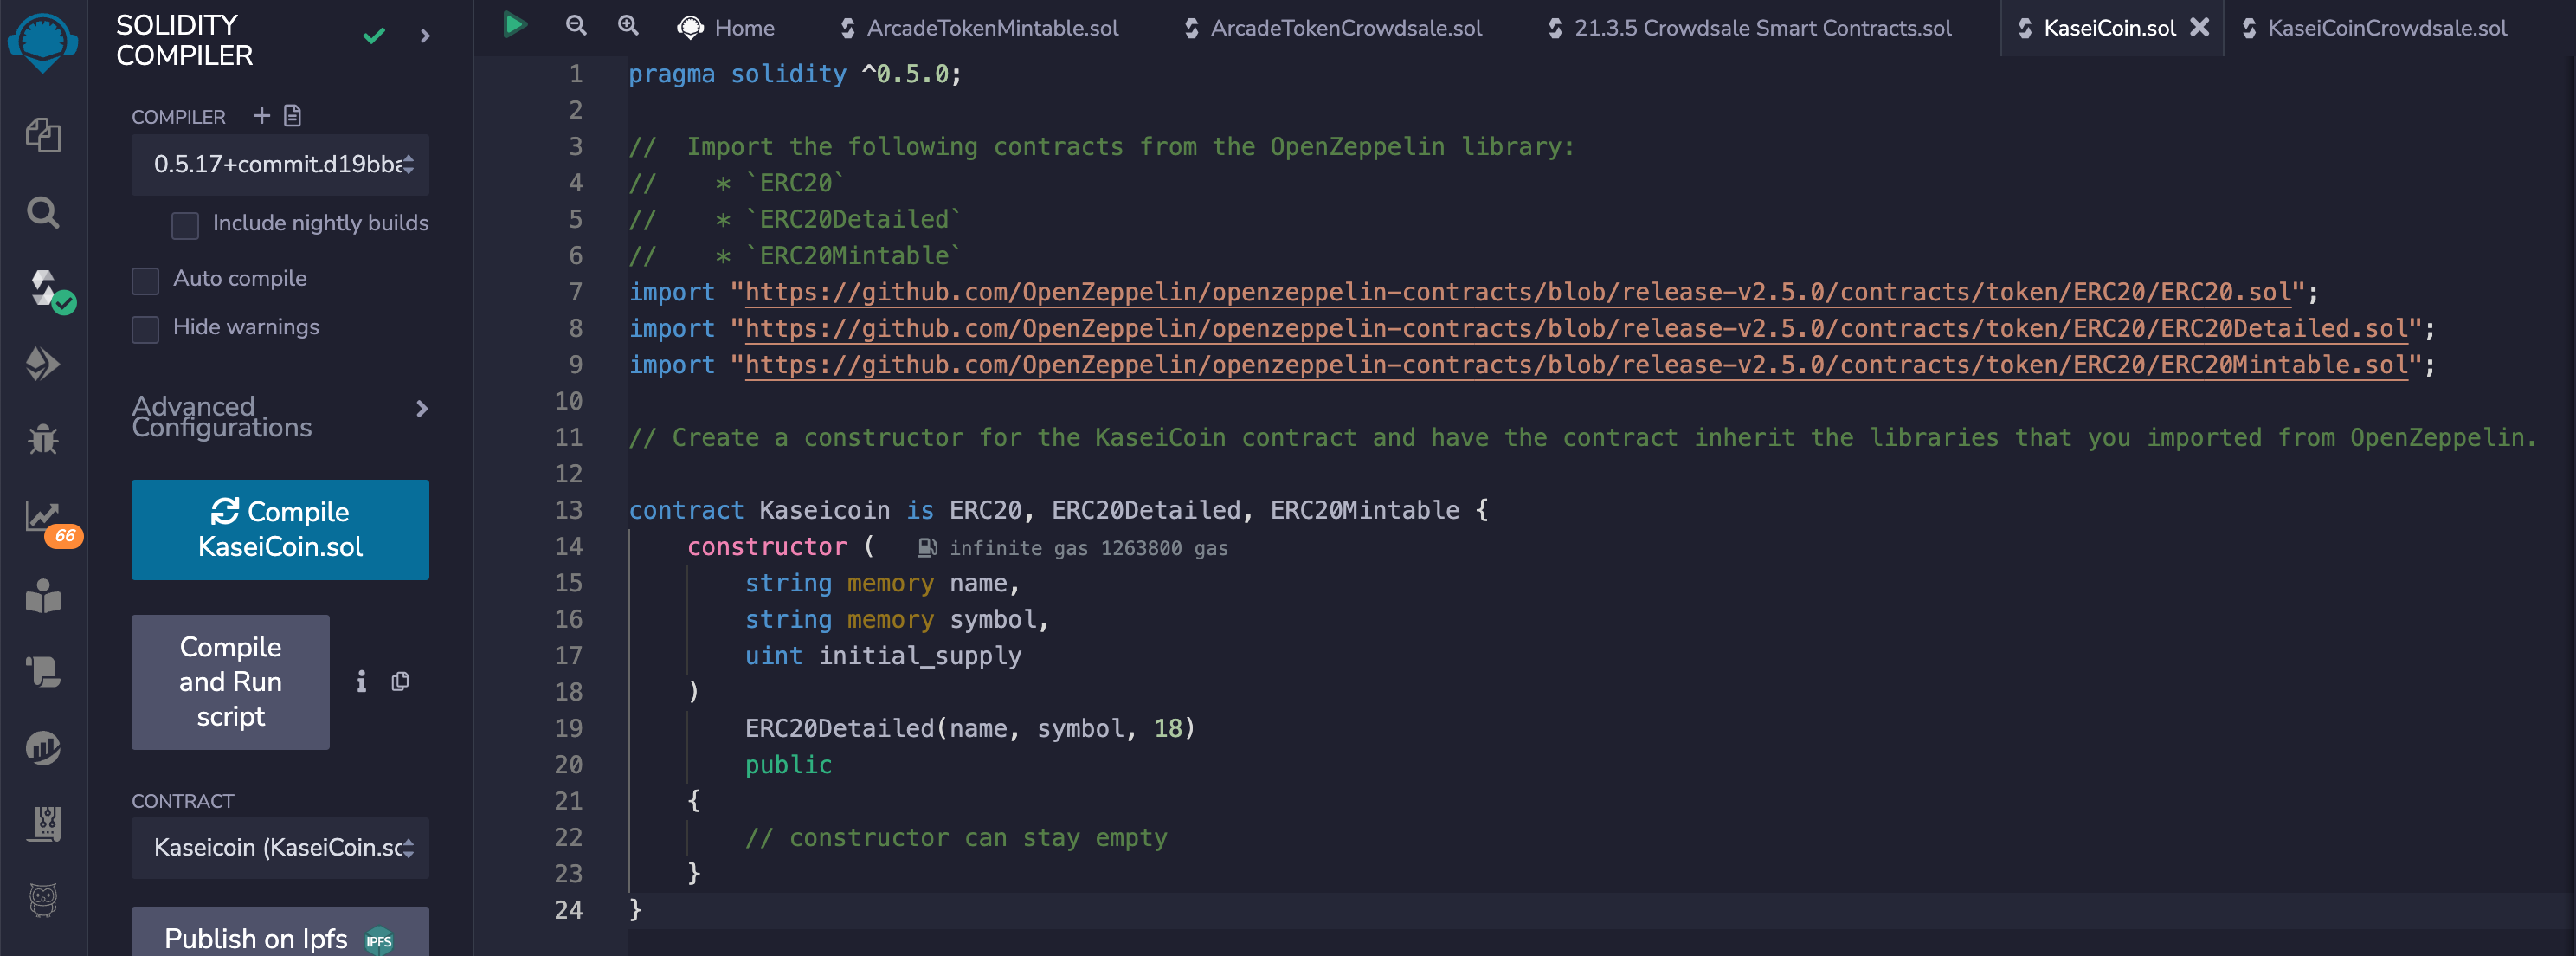 SOLIDITY
COMPILER
COMPILER
0.5.17+commit.d19bba
Include nightly builds
Auto compile
Hide warnings
Advanced
Configurations
Compile
KaseiCoin.sol
Compile
and Run
script
CONTRACT
Kaseicoin (KaseiCoin.sc
Publish on Ipfs IPFS
66
Home ArcadeTokenMintable.sol ArcadeTokenCrowdsale.sol 21.3.5 Crowdsale Smart Contracts.sol KaseiCoin.sol KaseiCoinCrowdsale.sol
1 pragma solidity ^0.5.0;
2
3 //  Import the following contracts from the OpenZeppelin library:
4 //    * `ERC20`
5 //    * `ERC20Detailed`
6 //    * `ERC20Mintable`
7 import "https://github.com/OpenZeppelin/openzeppelin-contracts/blob/release-v2.5.0/contracts/token/ERC20/ERC20.sol";
8 import "https://github.com/OpenZeppelin/openzeppelin-contracts/blob/release-v2.5.0/contracts/token/ERC20/ERC20Detailed.sol";
9 import "https://github.com/OpenZeppelin/openzeppelin-contracts/blob/release-v2.5.0/contracts/token/ERC20/ERC20Mintable.sol";
10
11 // Create a constructor for the KaseiCoin contract and have the contract inherit the libraries that you imported from OpenZeppelin.
12
13 contract Kaseicoin is ERC20, ERC20Detailed, ERC20Mintable {
14     constructor (   infinite gas 1263800 gas
15         string memory name,
16         string memory symbol,
17         uint initial_supply
18     )
19         ERC20Detailed(name, symbol, 18)
20         public
21     {
22         // constructor can stay empty
23     }
24 }